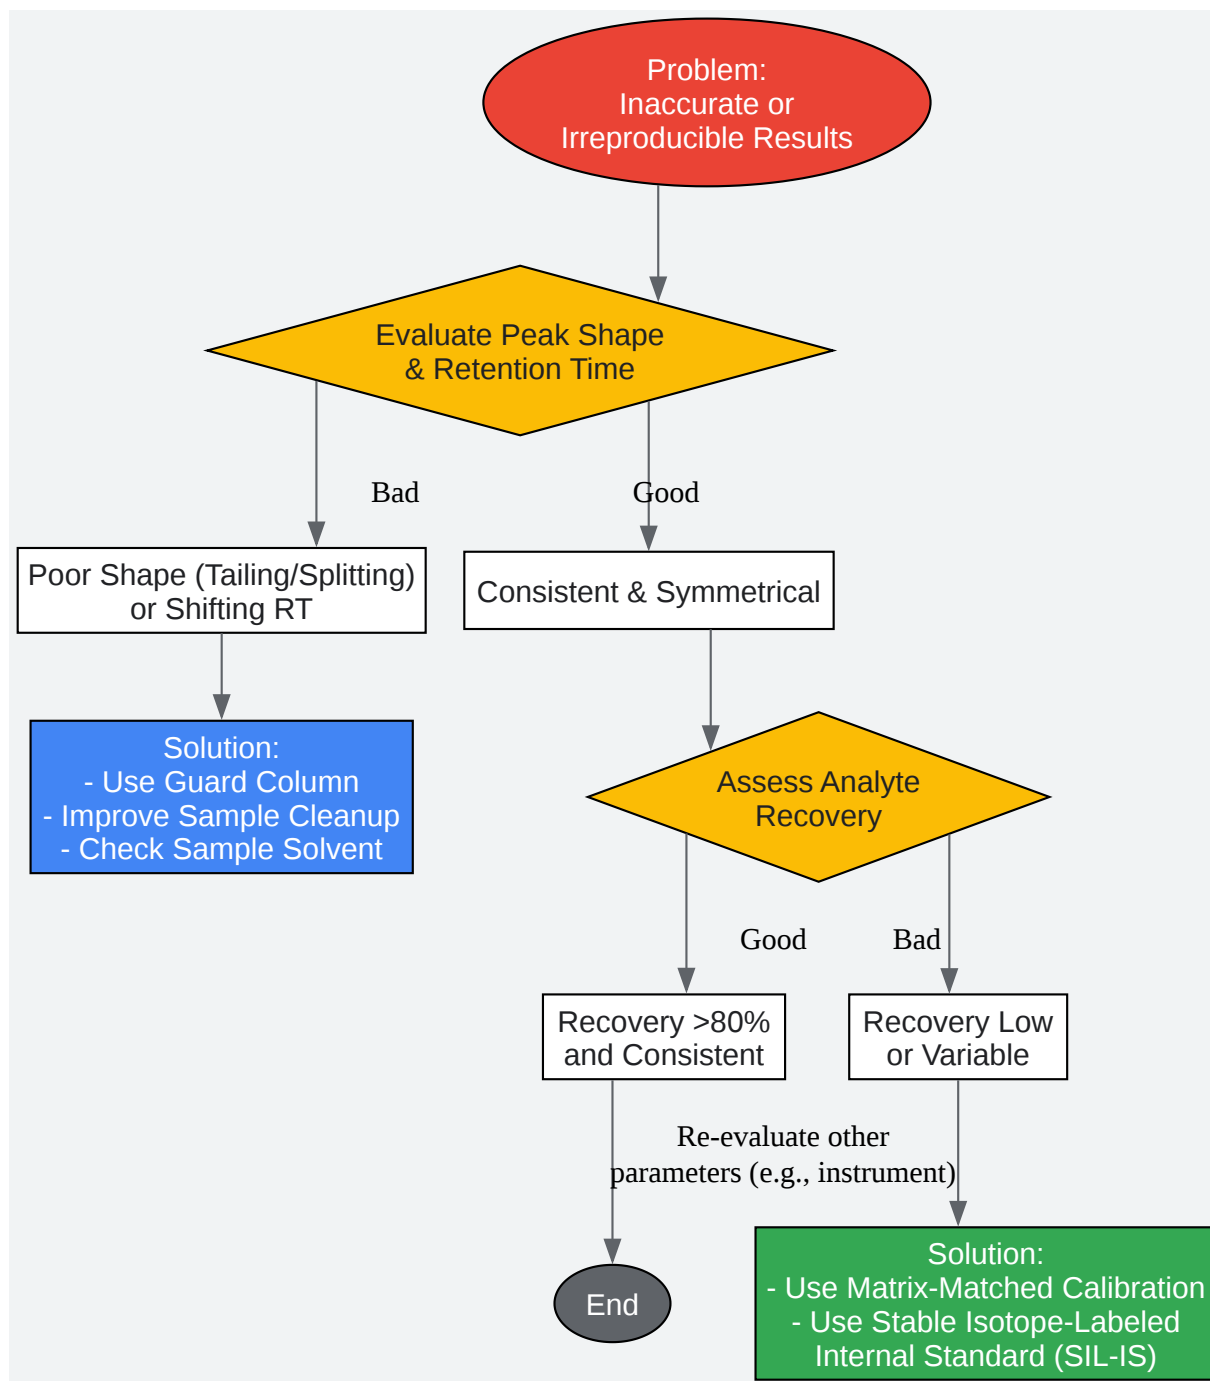 Problem:
Inaccurate or
Irreproducible Results
Evaluate Peak Shape
& Retention Time
Bad
Good
Poor Shape (Tailing/Splitting)
or Shifting RT
Consistent & Symmetrical
Solution:
- Use Guard Column
- Improve Sample Cleanup
- Check Sample Solvent
Assess Analyte
Recovery
Good
Bad
Recovery >80%
and Consistent
Recovery Low
or Variable
Re-evaluate other
parameters (e.g., instrument)
End
Solution:
- Use Matrix-Matched Calibration
- Use Stable Isotope-Labeled
Internal Standard (SIL-IS)